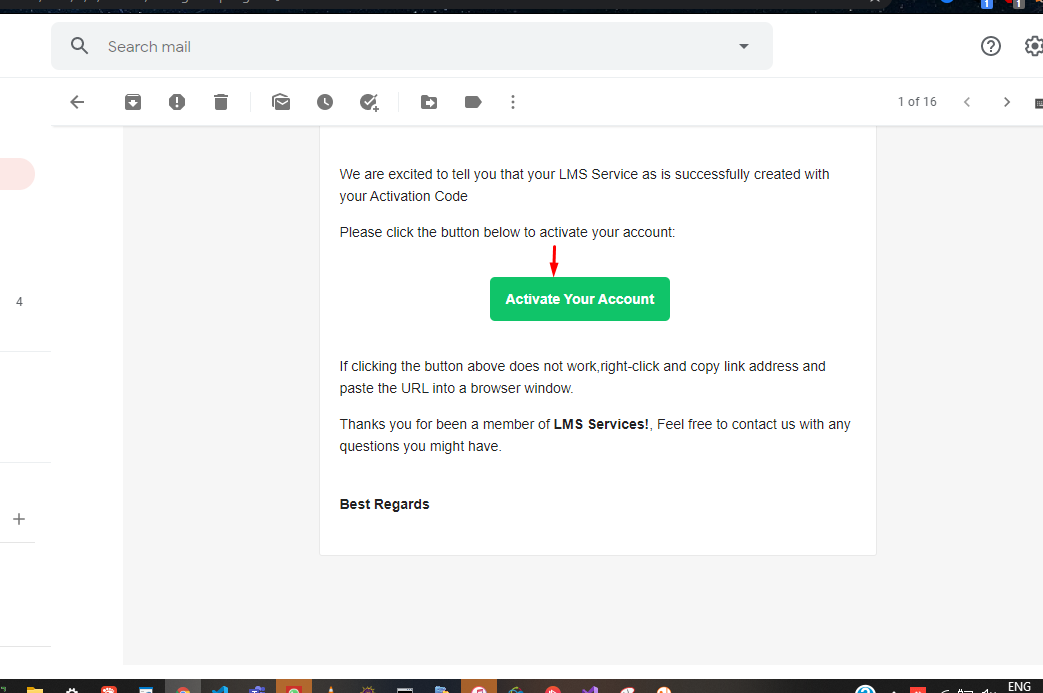 Search mail
1 of 16
We are excited to tell you that your LMS Service as is successfully created with
your Activation Code
Please click the button below to activate your account:
Activate Your Account
4
If clicking the button above does not work,right-click and copy link address and
paste the URL into a browser window.
Thanks you for been a member of LMS Services!, Feel free to contact us with any
questions you might have.
Best Regards
ENG